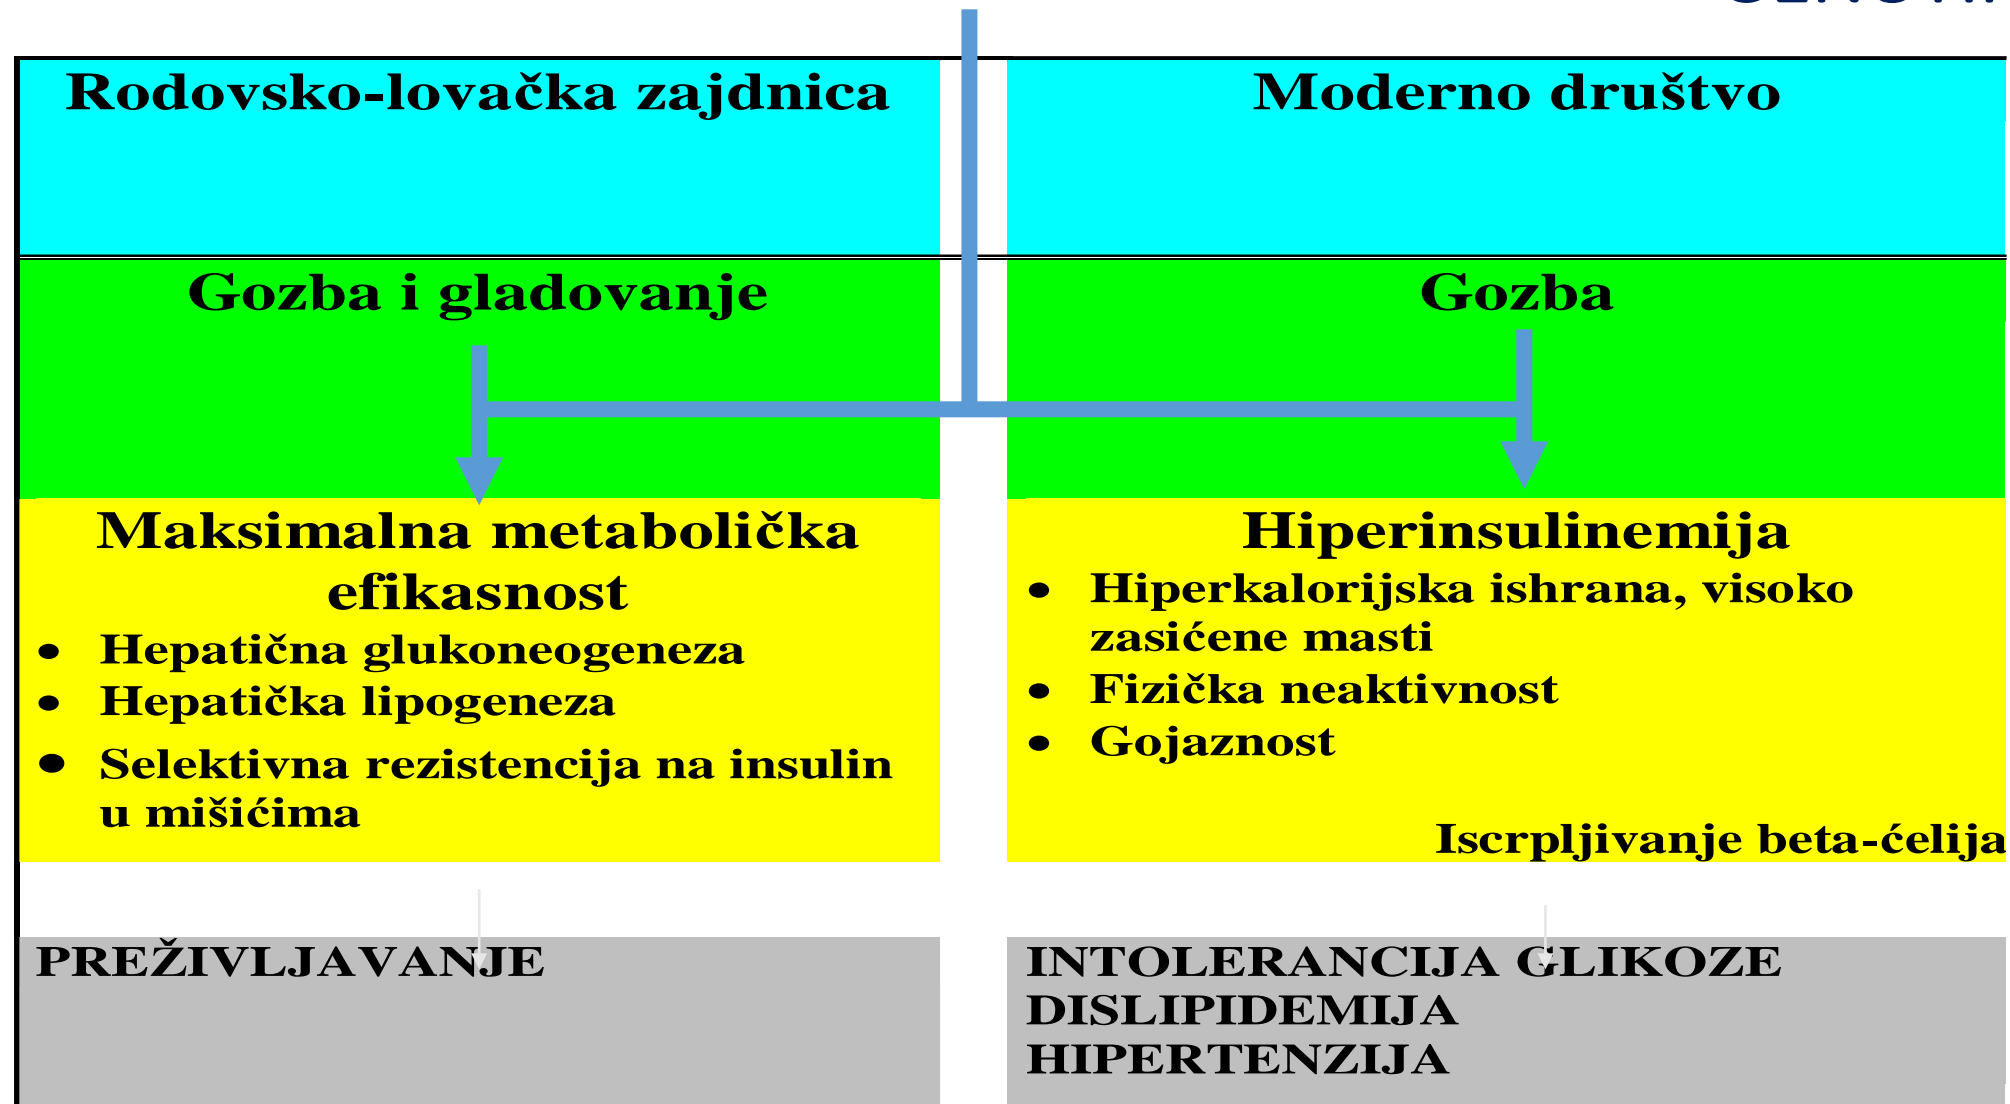 Rodovsko-lovačka zajdnica
Moderno društvo
Gozba i gladovanje
Gozba
Maksimalna metabolička
efikasnost
• Hepatična glukoneogeneza
• Hepatička lipogeneza
• Selektivna rezistencija na insulin
u mišićima
Hiperinsulinemija
• Hiperkalorijska ishrana, visoko
zasićene masti
• Fizička neaktivnost
• Gojaznost
Iscrpljivanje beta-ćelija
PREŽIVLJAVANJE
INTOLERANCIJA GLIKOZE
DISLIPIDEMIJA
HIPERTENZIJA